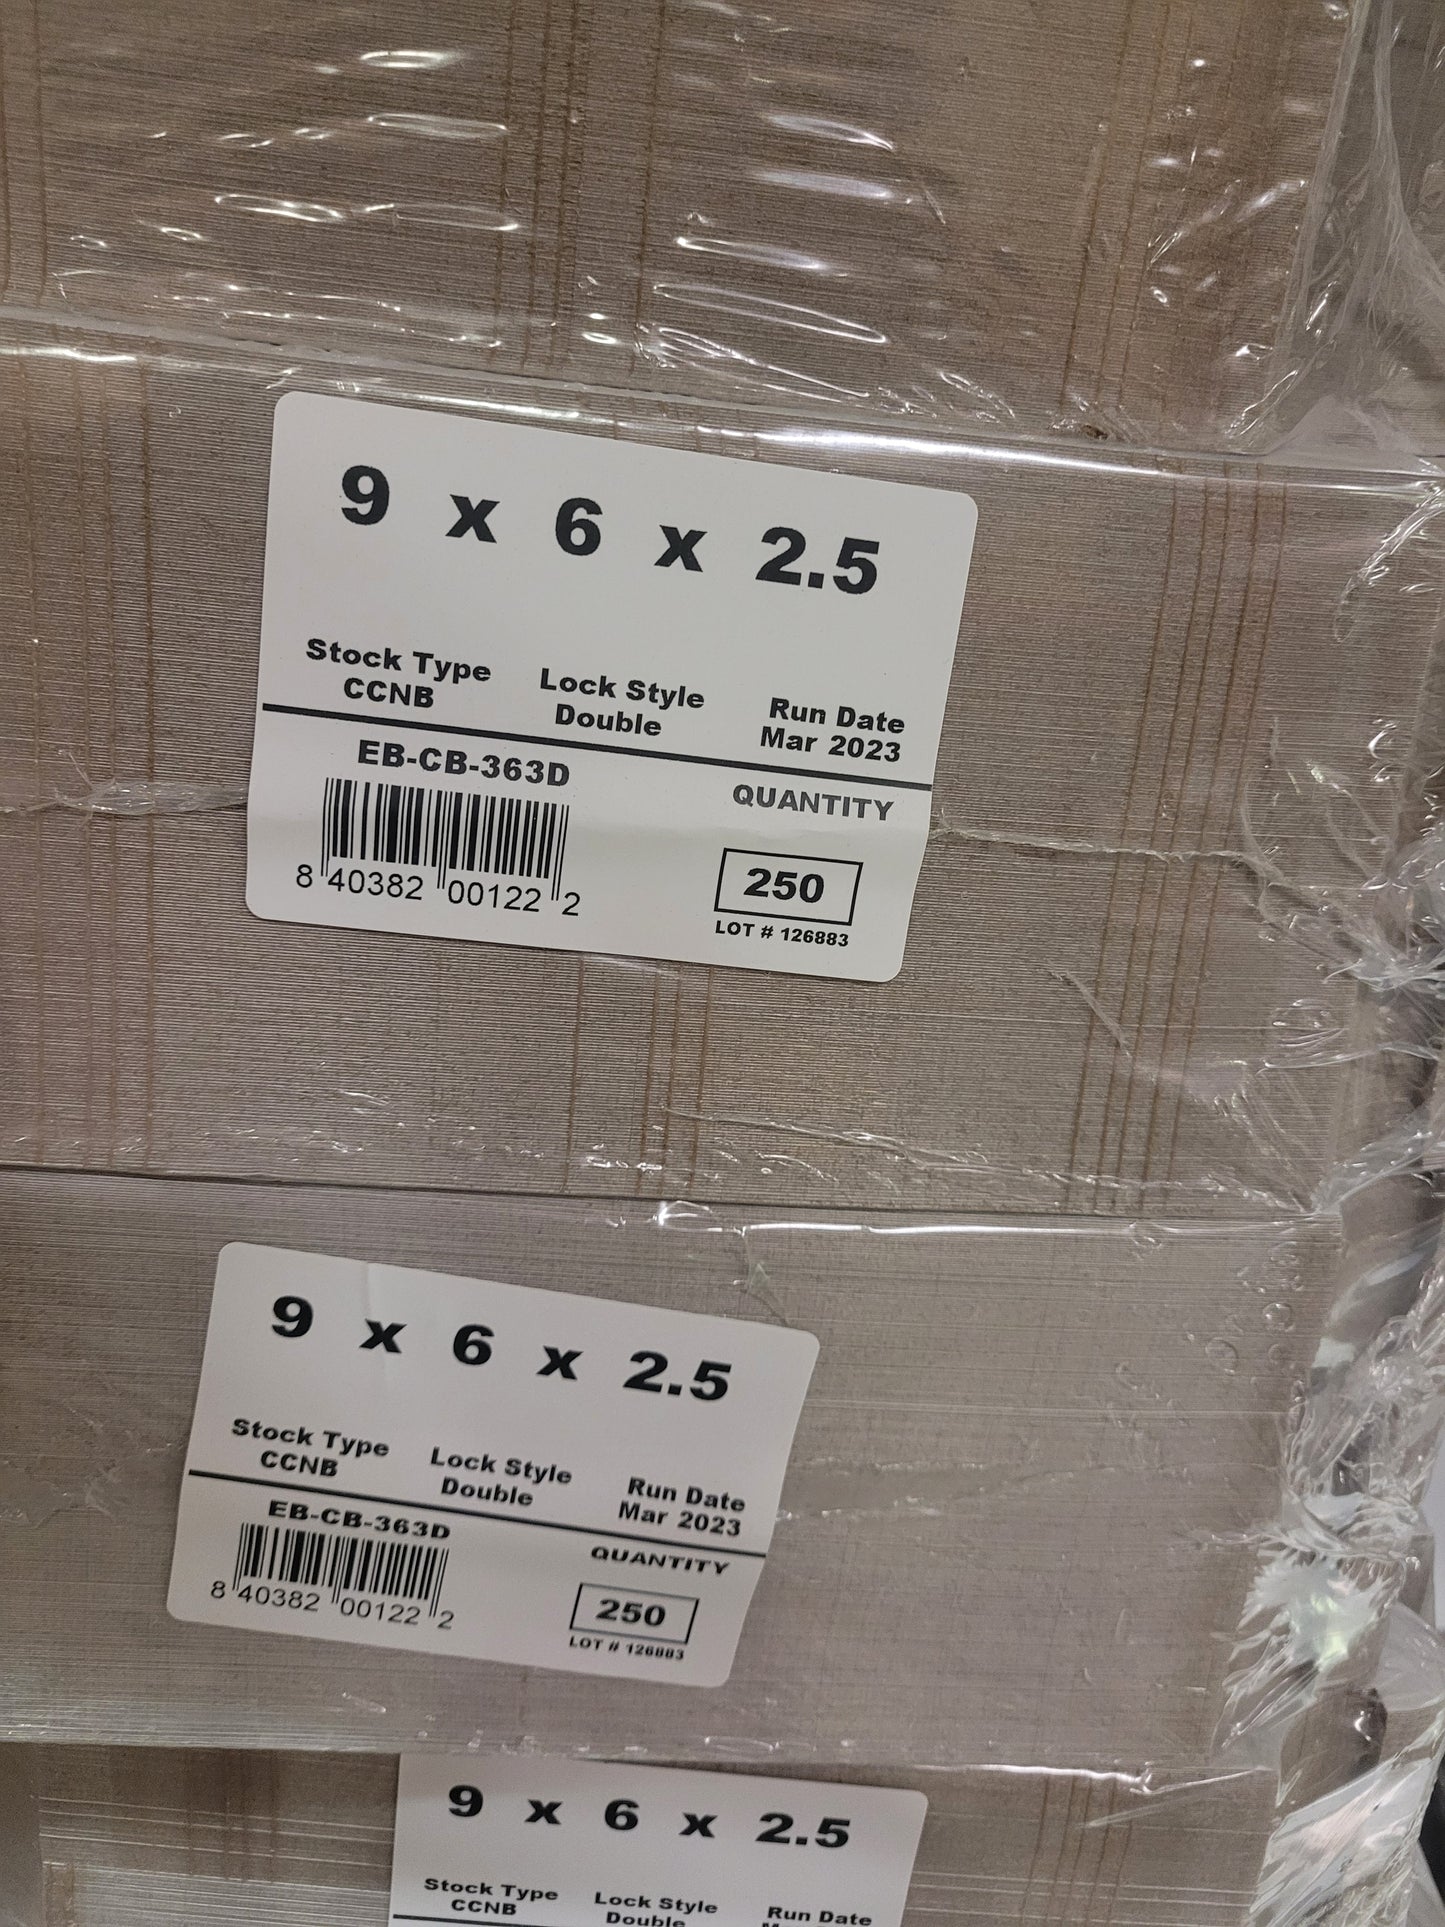 9 x 6 x 2.5
Stock Type Lock Style Run Date
CCNB Double Mar 2023
EB-CB-363D QUANTITY
250
8 40382 00122 2
LOT # 126883
9 x 6 x 2.5
Stock Type Lock Style Run Date
CCNB Double Mar 2023
EB-CB-363D QUANTITY
250
8 40382 00122 2
LOT # 126883
9 x 6 x 2.5
Stock Type Lock Style Run Date
CCNB Double